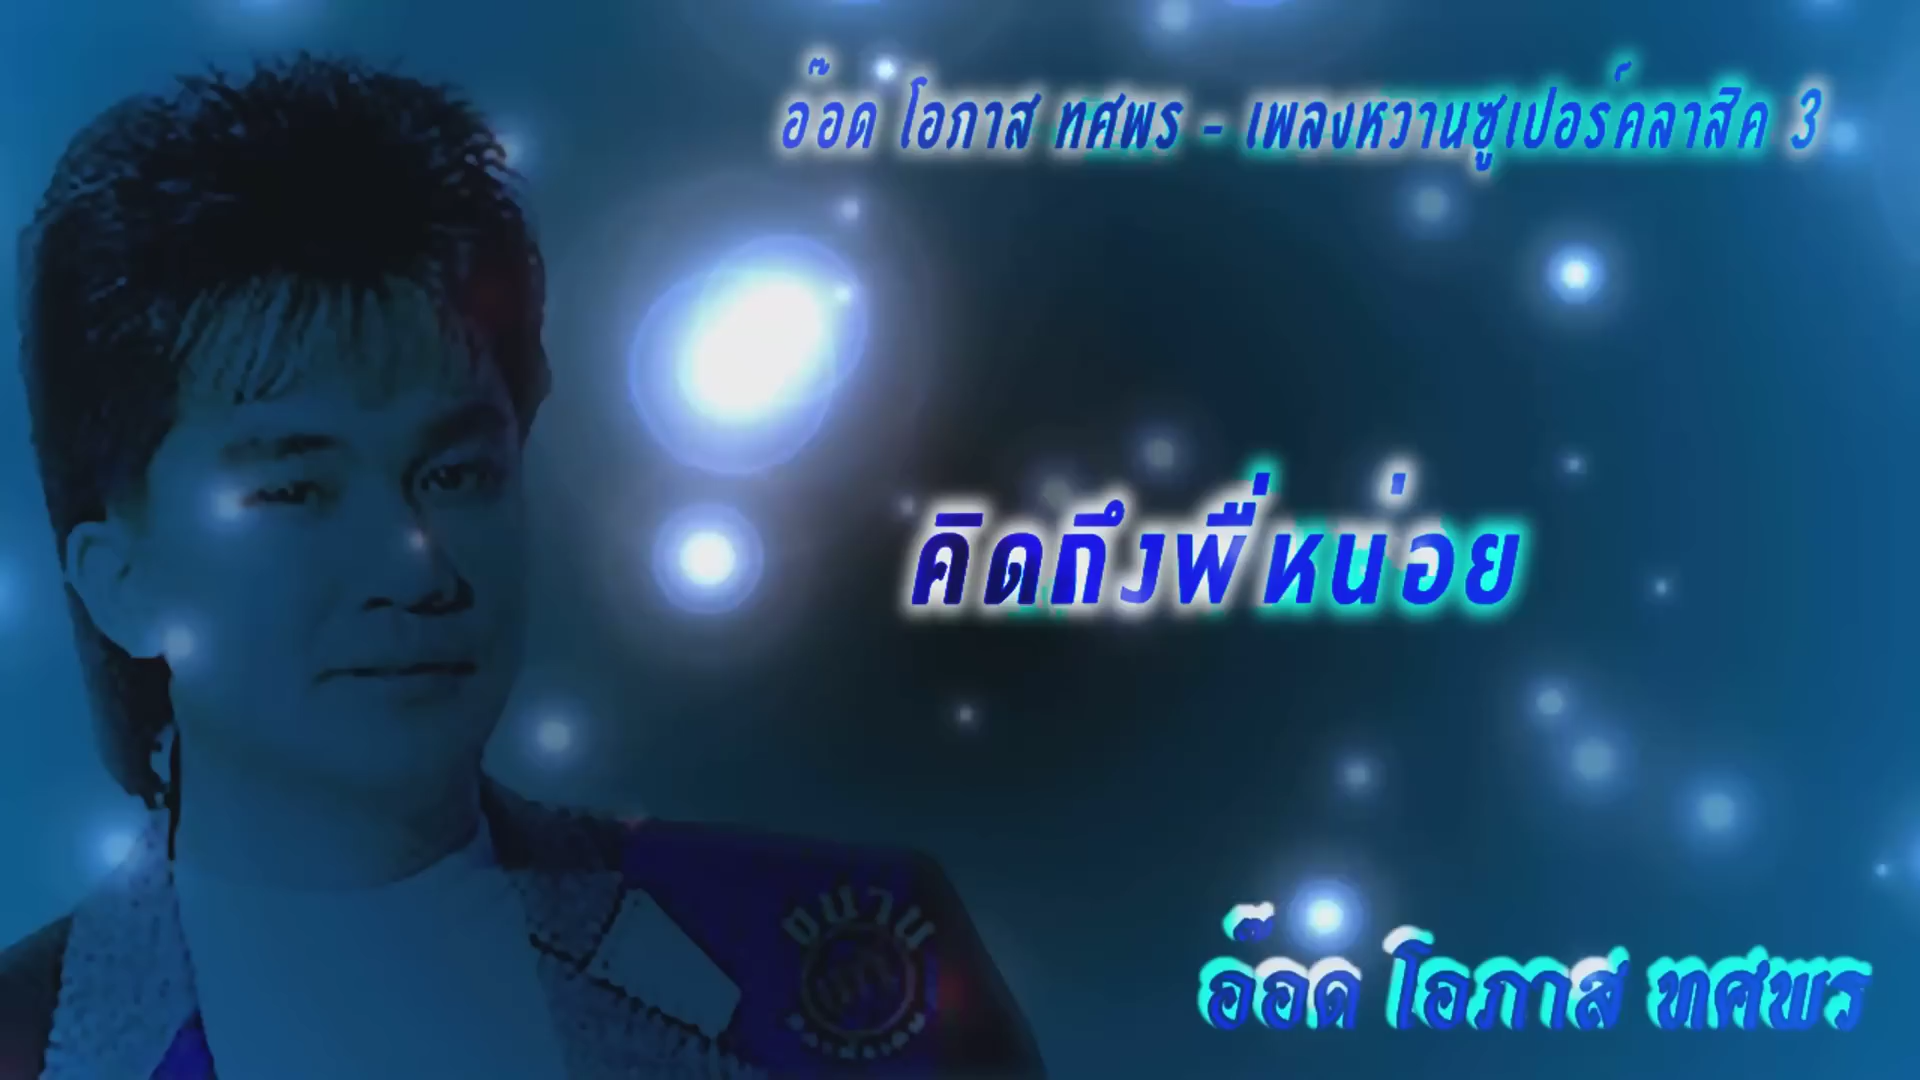 อ๊อด โอภาส ทศพร - เพลงหวานซูเปอร์คลาสิค 3
คิดถึงพี่หน่อย
อ๊อด โอภาส ทศพร